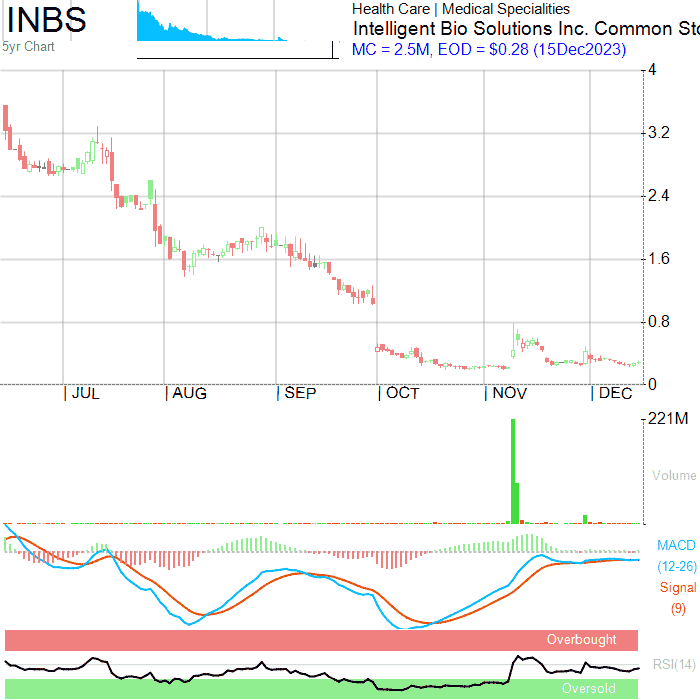 INBS
5yr Chart
Health Care | Medical Specialities
Intelligent Bio Solutions Inc. Common Sto
MC = 2.5M, EOD = $0.28 (15Dec2023)
4
3.2
2.4
1.6
0.8
0
JUL AUG SEP OCT NOV DEC
221M
Volume
MACD
(12-26)
Signal
(9)
Overbought
RSI(14)
Oversold